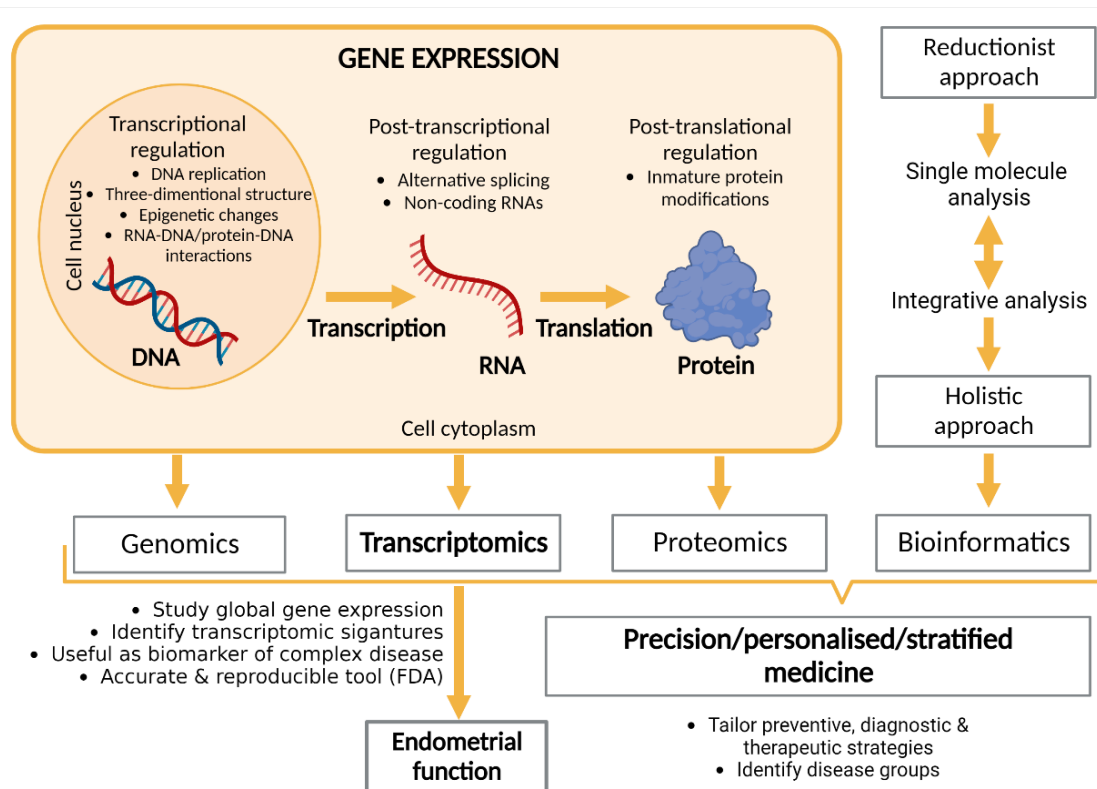 GENE EXPRESSION
Transcriptional
regulation
• DNA replication
• Three-dimentional structure
• Epigenetic changes
• RNA-DNA/protein-DNA
interactions
Cell nucleus
DNA
Transcription
Post-transcriptional
regulation
• Alternative splicing
• Non-coding RNAs
RNA
Translation
Post-translational
regulation
• Inmature protein
modifications
Protein
Cell cytoplasm
Reductionist
approach
Single molecule
analysis
Integrative analysis
Holistic
approach
Genomics
Transcriptomics
Proteomics
Bioinformatics
• Study global gene expression
• Identify transcriptomic sigantures
• Useful as biomarker of complex disease
• Accurate & reproducible tool (FDA)
Endometrial
function
Precision/personalised/stratified
medicine
• Tailor preventive, diagnostic &
therapeutic strategies
• Identify disease groups